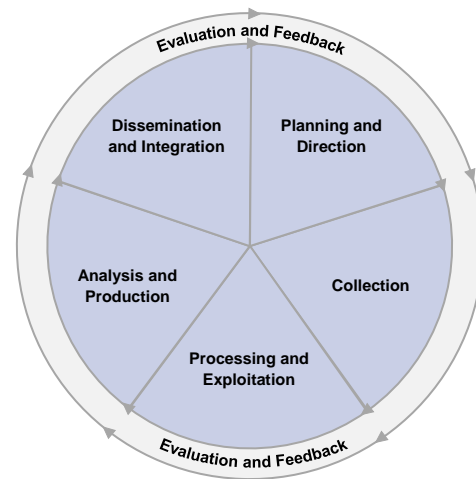 Evaluation and Feedback
Dissemination
and Integration
Planning and
Direction
Analysis and
Production
Collection
Processing and
Exploitation
Evaluation and Feedback